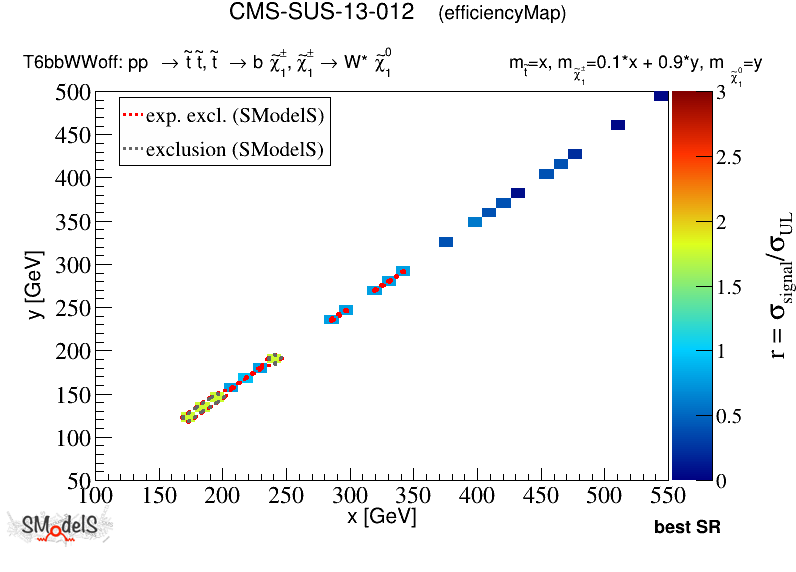 CMS-SUS-13-012 (efficiencyMap)
T6bbWWoff: pp → t̃ t̃, t̃ → b χ̃₁±, χ̃₁± → W* χ̃₁⁰ m_t̃=x, m_χ̃₁±=0.1*x + 0.9*y, m_χ̃₁⁰=y
exp. excl. (SModelS)
exclusion (SModelS)
y [GeV]
500
450
400
350
300
250
200
150
100
50
100 150 200 250 300 350 400 450 500 550
x [GeV]
3
2.5
2
1.5
1
0.5
0
r = σ_signal/σ_UL
SModelS
best SR